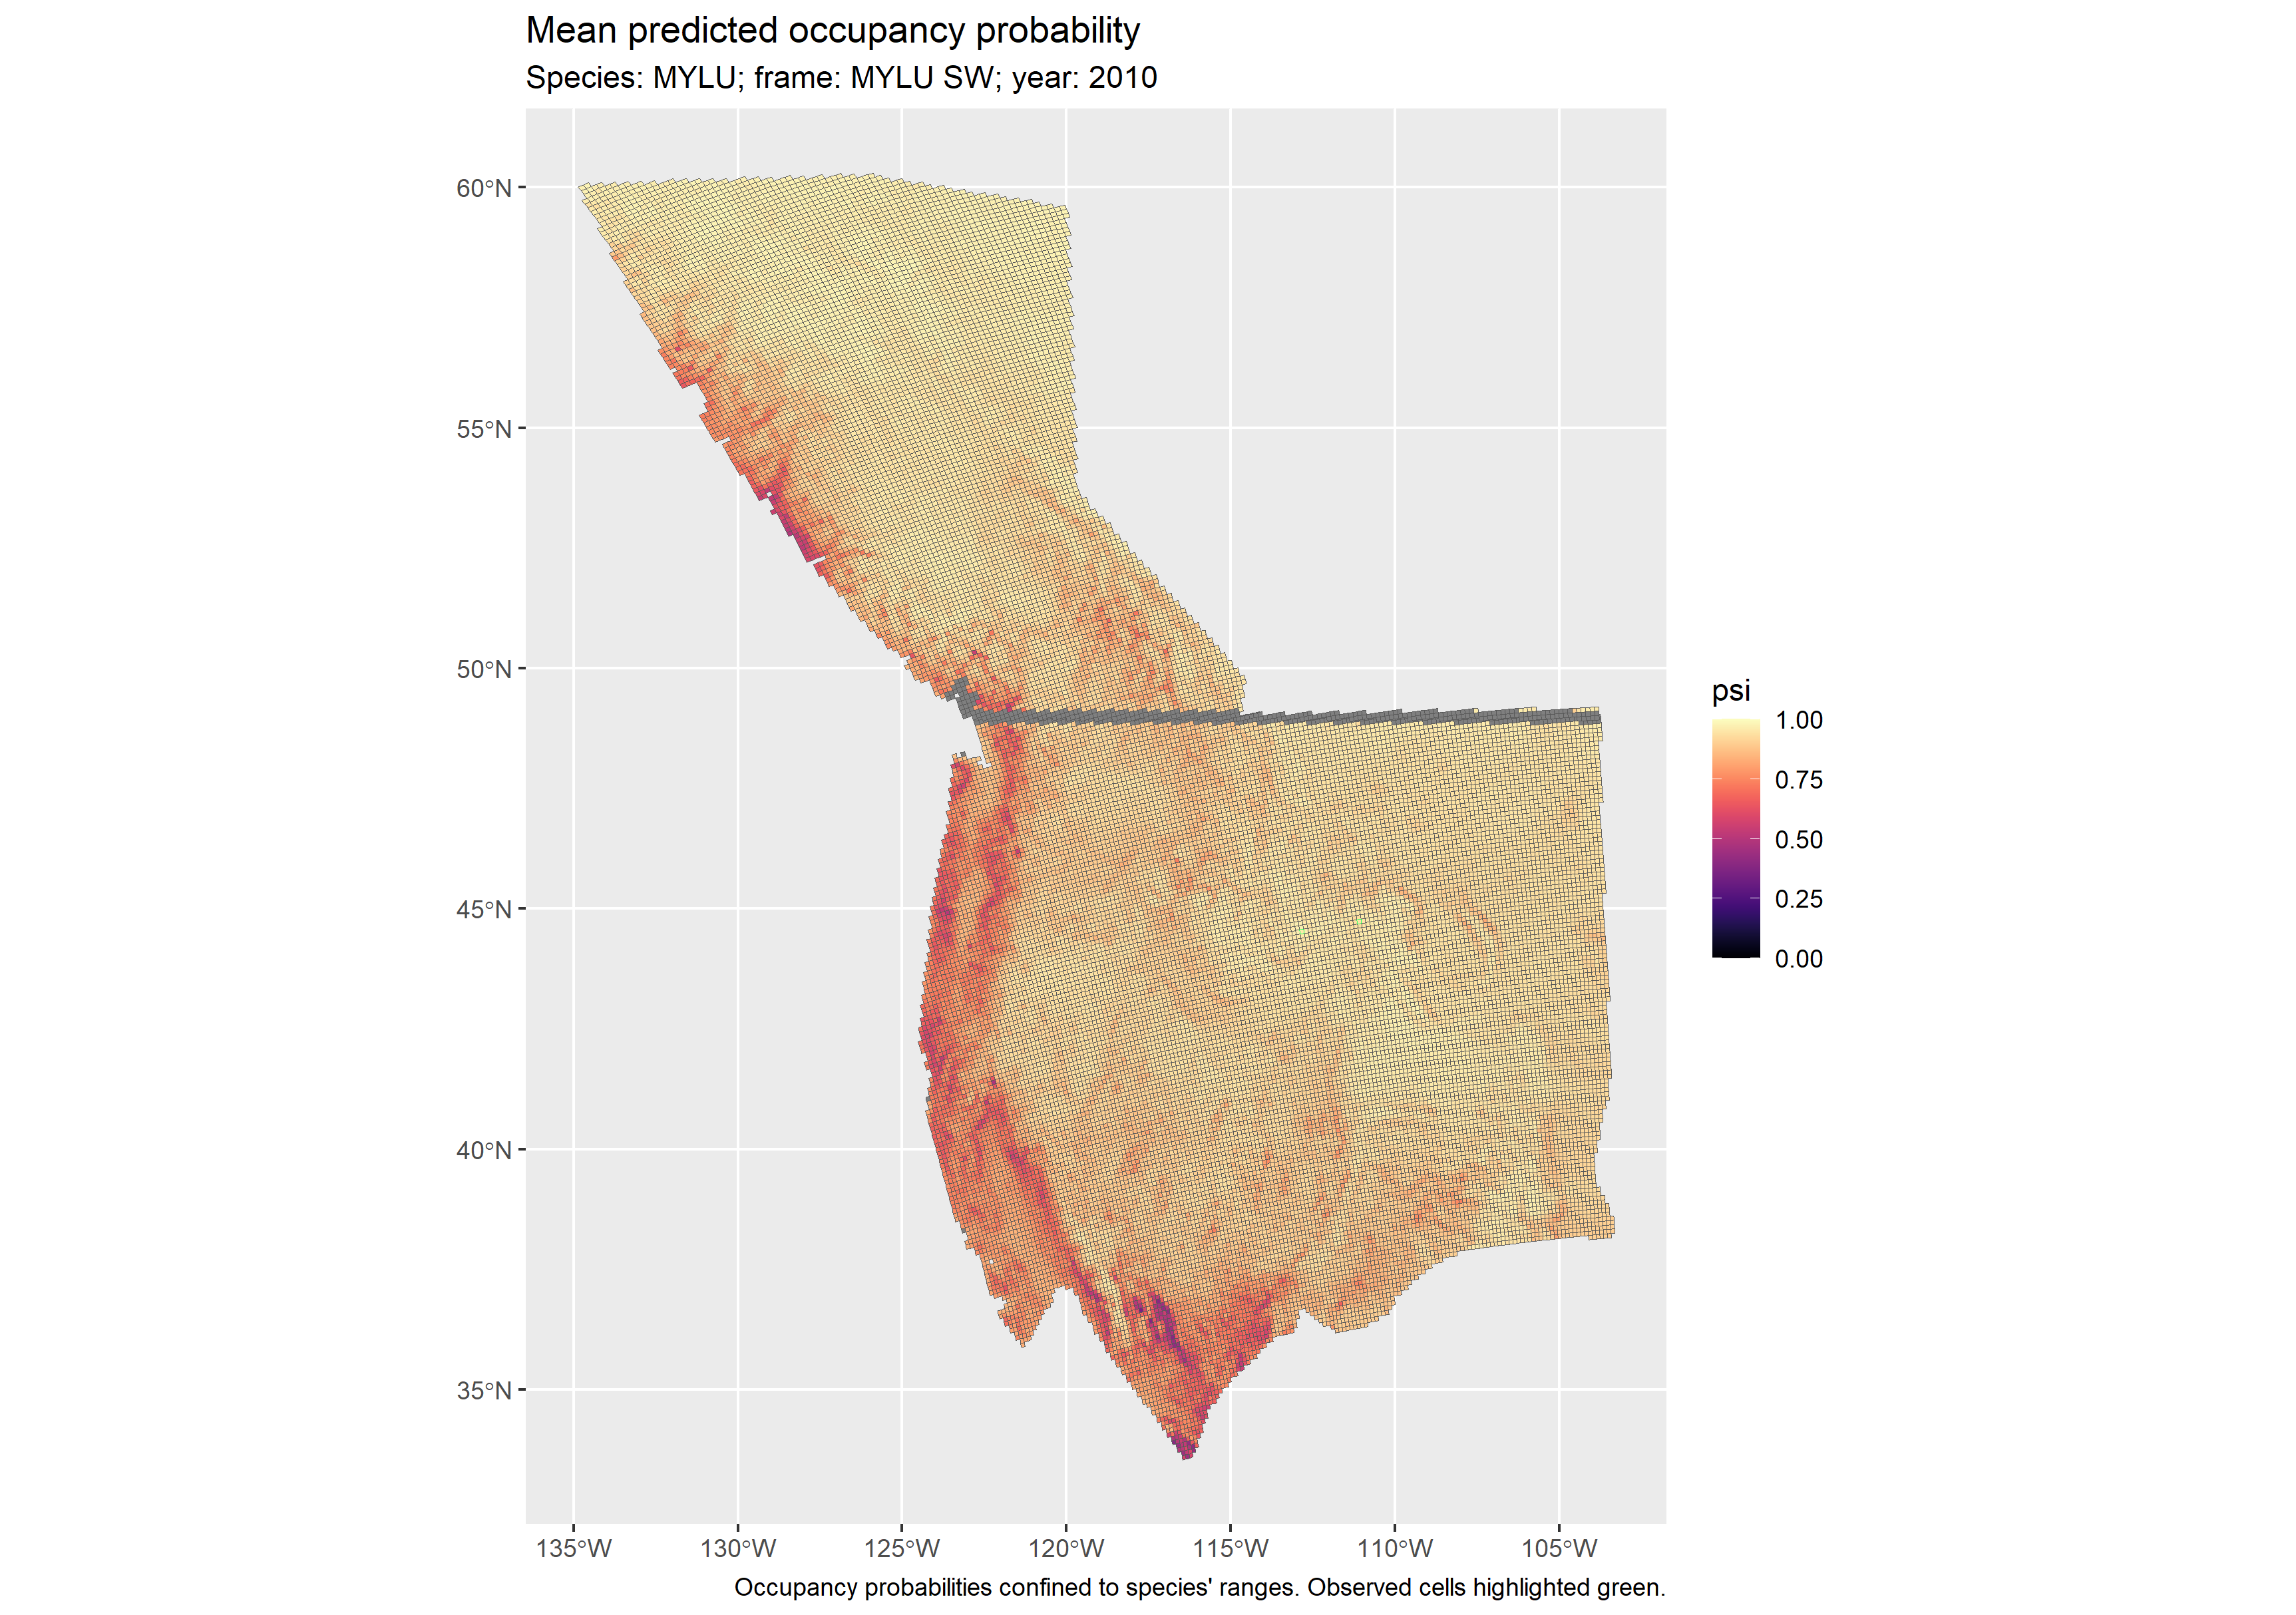 Mean predicted occupancy probability
Species: MYLU; frame: MYLU SW; year: 2010
60°N
55°N
50°N
45°N
40°N
35°N
135°W
130°W
125°W
120°W
115°W
110°W
105°W
psi
1.00
0.75
0.50
0.25
0.00
Occupancy probabilities confined to species' ranges. Observed cells highlighted green.